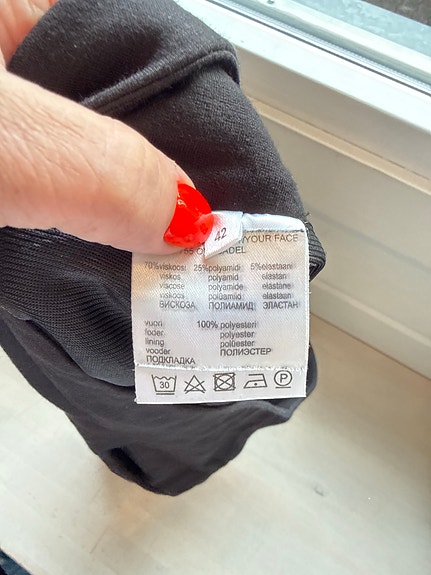 42
YOUR FACE
70%viskoosi 25%polyamidi 5%elastaani
viskos polyamid elastan
viscose polyamide elastane
viskoos polüamiid elastaan
ВИСКОЗА ПОЛИАМИД ЭЛАСТАН
vuori 100% polyesteri
foder polyester
lining polyester
vooder polüester
ПОДКЛАДКА ПОЛИЭСТЕР
30
P